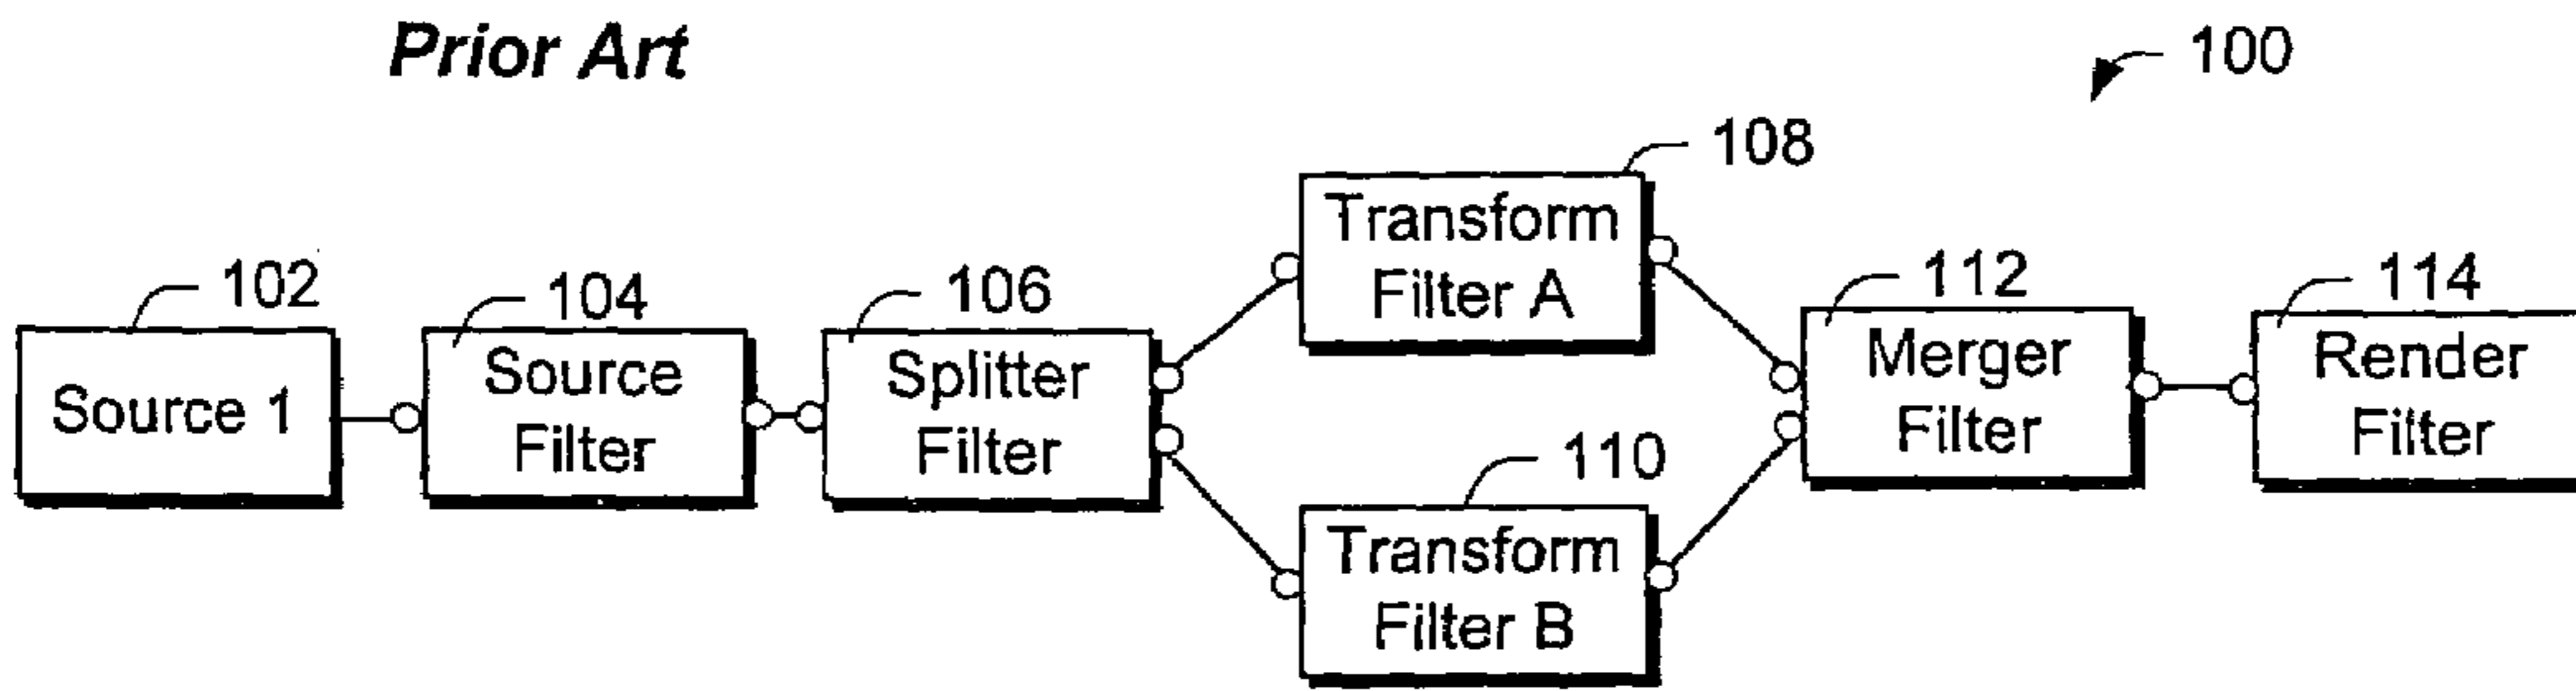 Prior Art
100
102
Source 1
104
Source
Filter
106
Splitter
Filter
108
Transform
Filter A
110
Transform
Filter B
112
Merger
Filter
114
Render
Filter